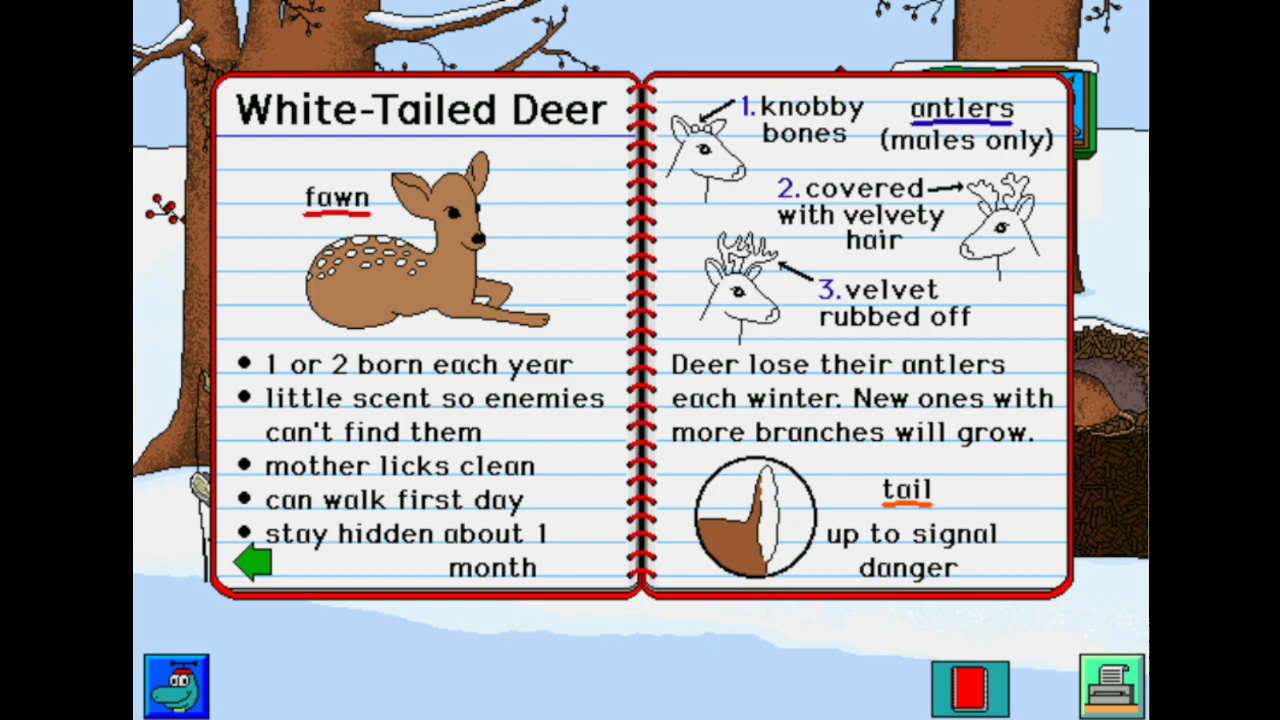 White-Tailed Deer
fawn
• 1 or 2 born each year
• little scent so enemies
can't find them
• mother licks clean
• can walk first day
• stay hidden about 1
month
1. knobby
bones
antlers
(males only)
2. covered
with velvety
hair
3. velvet
rubbed off
Deer lose their antlers
each winter. New ones with
more branches will grow.
tail
up to signal
danger